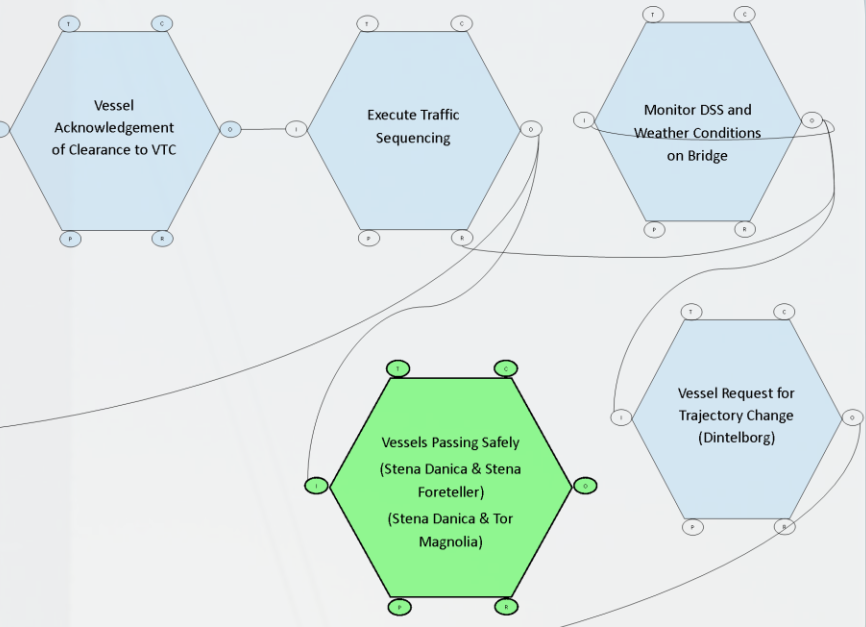 T
C
Vessel
Acknowledgement
of Clearance to VTC
O
P
R
T
C
I
Execute Traffic
Sequencing
O
P
R
T
C
I
Monitor DSS and
Weather Conditions
on Bridge
O
P
R
T
C
I
Vessels Passing Safely
(Stena Danica & Stena
Foreteller)
(Stena Danica & Tor
Magnolia)
O
P
R
T
C
I
Vessel Request for
Trajectory Change
(Dintelborg)
O
P
R